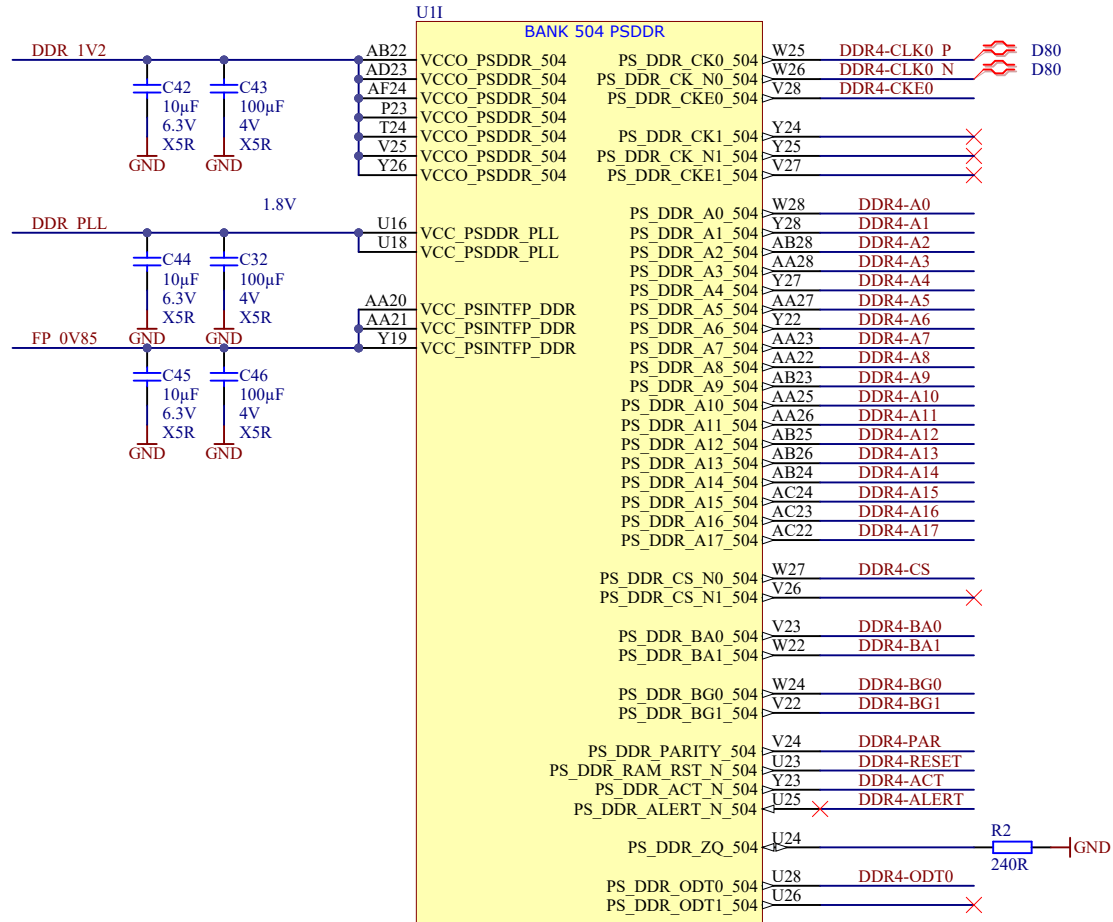 U1I
BANK 504 PSDDR
DDR_1V2
AB22 VCCO_PSDDR_504
AD23 VCCO_PSDDR_504
AF24 VCCO_PSDDR_504
P23 VCCO_PSDDR_504
T24 VCCO_PSDDR_504
V25 VCCO_PSDDR_504
Y26 VCCO_PSDDR_504
C42
10µF
6.3V
X5R
GND
C43
100µF
4V
X5R
GND
1.8V
DDR_PLL
U16 VCC_PSDDR_PLL
U18 VCC_PSDDR_PLL
C44
10µF
6.3V
X5R
GND
C32
100µF
4V
X5R
GND
AA20 VCC_PSINTFP_DDR
AA21 VCC_PSINTFP_DDR
FP_0V85
Y19 VCC_PSINTFP_DDR
C45
10µF
6.3V
X5R
GND
C46
100µF
4V
X5R
GND
PS_DDR_CK0_504 W25 DDR4-CLK0_P D80
PS_DDR_CK_N0_504 W26 DDR4-CLK0_N D80
PS_DDR_CKE0_504 V28 DDR4-CKE0
PS_DDR_CK1_504 Y24
PS_DDR_CK_N1_504 Y25
PS_DDR_CKE1_504 V27
PS_DDR_A0_504 W28 DDR4-A0
PS_DDR_A1_504 Y28 DDR4-A1
PS_DDR_A2_504 AB28 DDR4-A2
PS_DDR_A3_504 AA28 DDR4-A3
PS_DDR_A4_504 Y27 DDR4-A4
PS_DDR_A5_504 AA27 DDR4-A5
PS_DDR_A6_504 Y22 DDR4-A6
PS_DDR_A7_504 AA23 DDR4-A7
PS_DDR_A8_504 AA22 DDR4-A8
PS_DDR_A9_504 AB23 DDR4-A9
PS_DDR_A10_504 AA25 DDR4-A10
PS_DDR_A11_504 AA26 DDR4-A11
PS_DDR_A12_504 AB25 DDR4-A12
PS_DDR_A13_504 AB26 DDR4-A13
PS_DDR_A14_504 AB24 DDR4-A14
PS_DDR_A15_504 AC24 DDR4-A15
PS_DDR_A16_504 AC23 DDR4-A16
PS_DDR_A17_504 AC22 DDR4-A17
PS_DDR_CS_N0_504 W27 DDR4-CS
PS_DDR_CS_N1_504 V26
PS_DDR_BA0_504 V23 DDR4-BA0
PS_DDR_BA1_504 W22 DDR4-BA1
PS_DDR_BG0_504 W24 DDR4-BG0
PS_DDR_BG1_504 V22 DDR4-BG1
PS_DDR_PARITY_504 V24 DDR4-PAR
PS_DDR_RAM_RST_N_504 U23 DDR4-RESET
PS_DDR_ACT_N_504 Y23 DDR4-ACT
PS_DDR_ALERT_N_504 U25 DDR4-ALERT
PS_DDR_ZQ_504 U24
R2
240R
GND
PS_DDR_ODT0_504 U28 DDR4-ODT0
PS_DDR_ODT1_504 U26